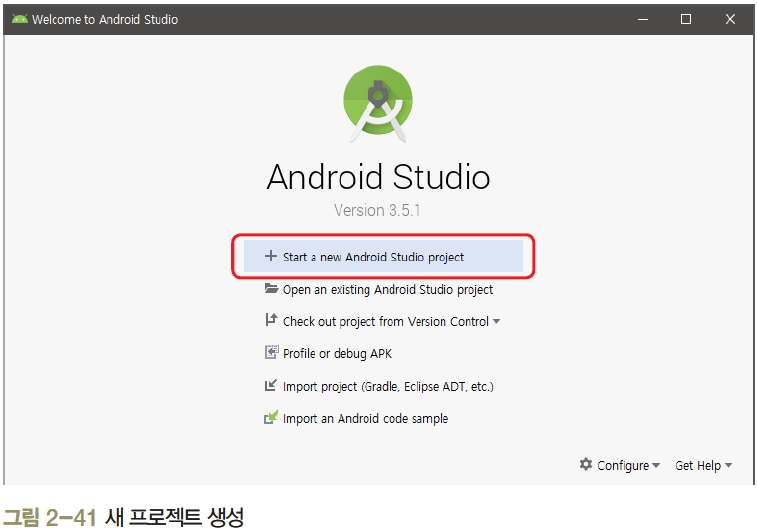 Welcome to Android Studio
Android Studio
Version 3.5.1
Start a new Android Studio project
Open an existing Android Studio project
Check out project from Version Control
Profile or debug APK
Import project (Gradle, Eclipse ADT, etc.)
Import an Android code sample
Configure Get Help
그림 2-41 새 프로젝트 생성